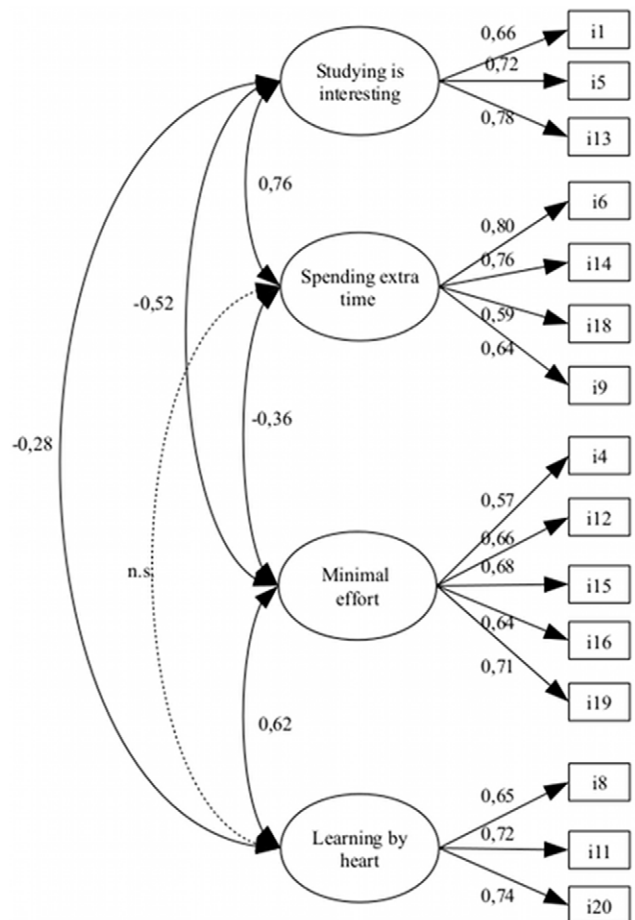 0,66
i1
Studying is
interesting
0,72
i5
0,78
i13
0,76
i6
0,80
Spending extra
time
0,76
i14
-0,52
0,59
i18
0,64
i9
-0,36
-0,28
i4
0,57
i12
0,66
n.s.
Minimal
effort
0,68
i15
0,64
i16
0,71
i19
0,62
i8
0,65
Learning by
heart
0,72
i11
0,74
i20